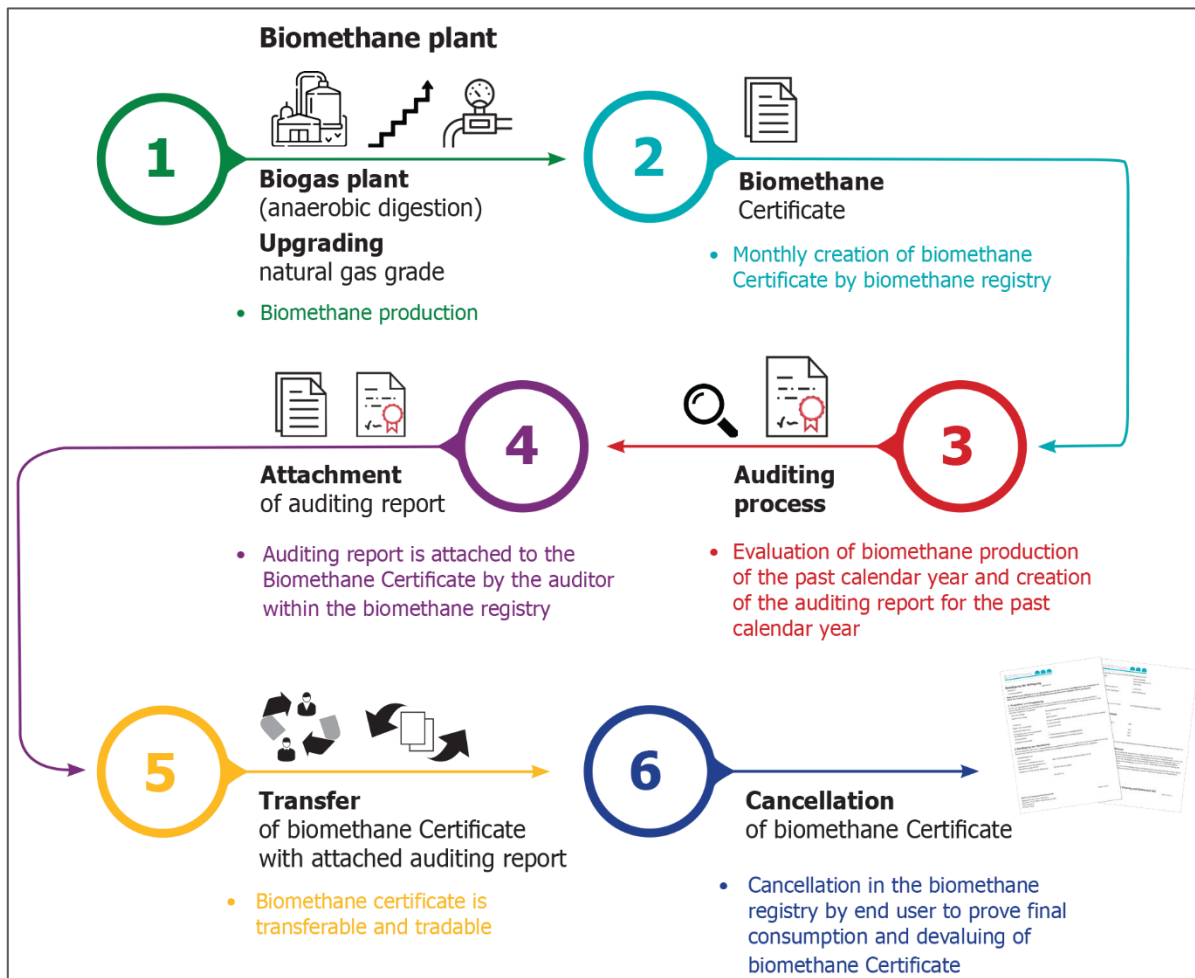 Biomethane plant
1
Biogas plant
(anaerobic digestion)
Upgrading
natural gas grade
• Biomethane production
2
Biomethane
Certificate
• Monthly creation of biomethane
Certificate by biomethane registry
3
Auditing
process
• Evaluation of biomethane production
of the past calendar year and creation
of the auditing report for the past
calendar year
4
Attachment
of auditing report
• Auditing report is attached to the
Biomethane Certificate by the auditor
within the biomethane registry
5
Transfer
of biomethane Certificate
with attached auditing report
• Biomethane certificate is
transferable and tradable
6
Cancellation
of biomethane Certificate
• Cancellation in the biomethane
registry by end user to prove final
consumption and devaluing of
biomethane Certificate